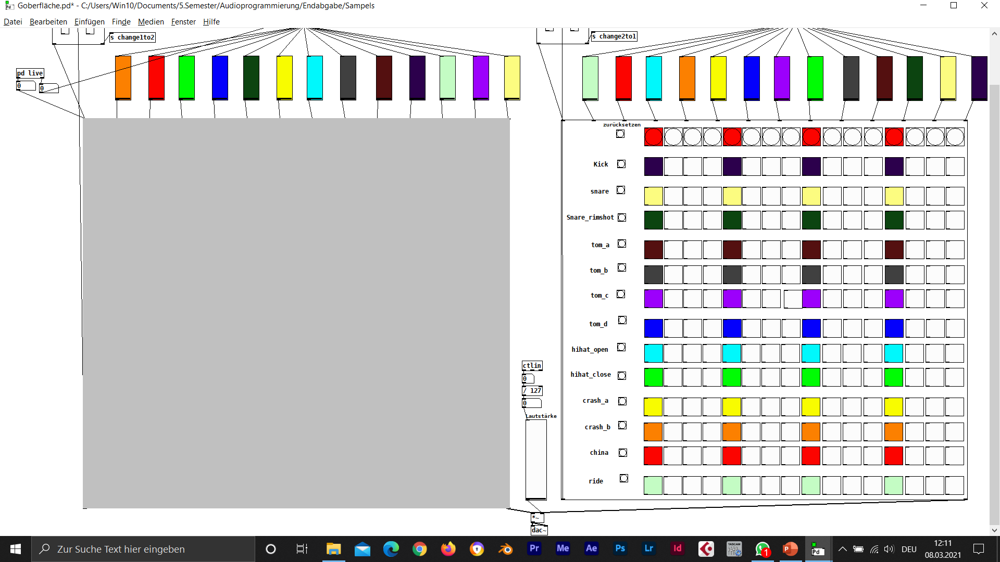 Goberfläche.pd* - C:/Users/Win10/Documents/5.Semester/Audioprogrammierung/Endabgabe/Sampels
Datei Bearbeiten Einfügen Finde Medien Fenster Hilfe
s change1to2
s change2to1
pd live
0
0
zurücksetzen
Kick
snare
Snare_rimshot
tom_a
tom_b
tom_c
tom_d
hihat_open
hihat_close
crash_a
crash_b
china
ride
ctlin
0
/ 127
0
Lautstärke
*~
dac~
Zur Suche Text hier eingeben
Pr
Me
Ae
Ps
Lr
Id
TASCAM
1
P
Pd
DEU
12:11
08.03.2021